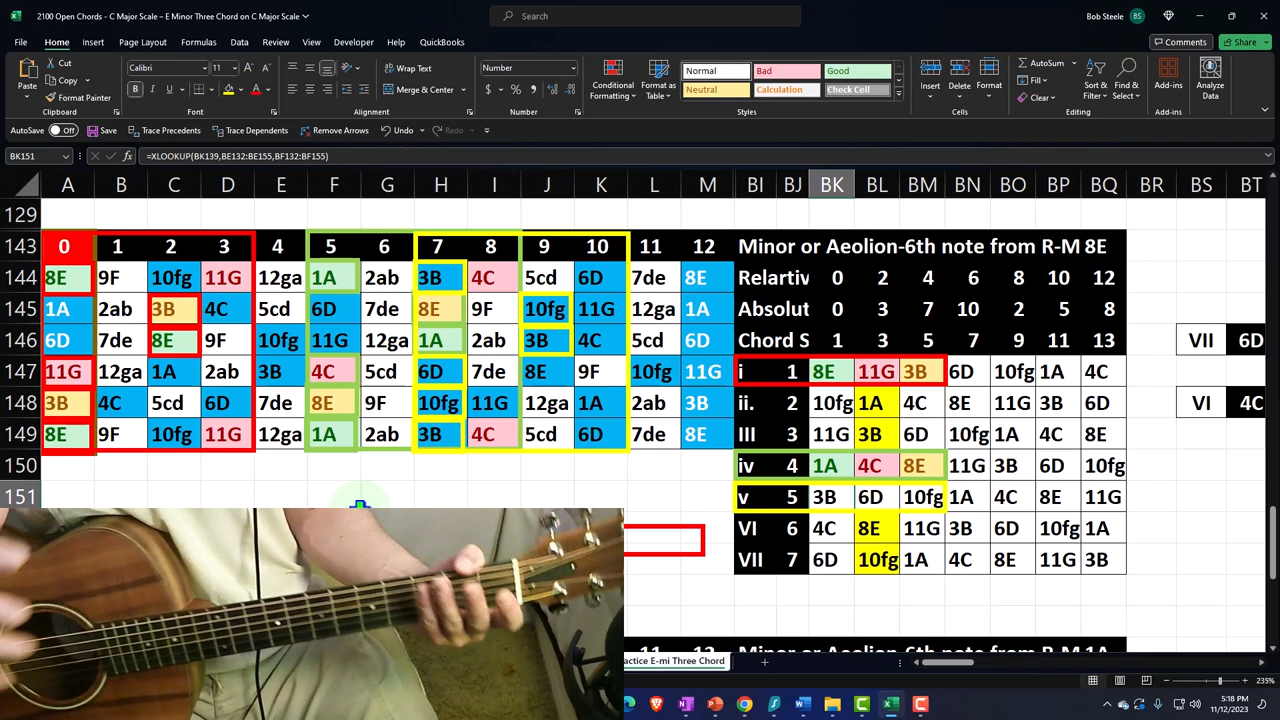 2100 Open Chords - C Major Scale – E Minor Three Chord on C Major Scale
Search
Bob Steele BS
File Home Insert Page Layout Formulas Data Review View Developer Help QuickBooks
Comments Share
Paste
Cut
Copy
Format Painter
Clipboard
Calibri 11
B I U
Font
Wrap Text
Merge & Center
Alignment
Number
$ % ,
Number
Conditional Formatting
Format as Table
Normal Bad Good
Neutral Calculation Check Cell
Styles
Insert Delete Format
Cells
AutoSum
Fill
Clear
Sort & Filter
Find & Select
Editing
Add-ins
Add-ins
Analyze Data
AutoSave Off Save Trace Precedents Trace Dependents Remove Arrows Undo Redo
BK151 fx =XLOOKUP(BK139,BE132:BE155,BF132:BF155)
A B C D E F G H I J K L M BI BJ BK BL BM BN BO BP BQ BR BS BT
129
143 0 1 2 3 4 5 6 7 8 9 10 11 12 Minor or Aeolion-6th note from R-M 8E
144 8E 9F 10fg 11G 12ga 1A 2ab 3B 4C 5cd 6D 7de 8E Relartiv 0 2 4 6 8 10 12
145 1A 2ab 3B 4C 5cd 6D 7de 8E 9F 10fg 11G 12ga 1A Absolut 0 3 7 10 2 5 8
146 6D 7de 8E 9F 10fg 11G 12ga 1A 2ab 3B 4C 5cd 6D Chord S 1 3 5 7 9 11 13 VII 6D
147 11G 12ga 1A 2ab 3B 4C 5cd 6D 7de 8E 9F 10fg 11G i 1 8E 11G 3B 6D 10fg 1A 4C
148 3B 4C 5cd 6D 7de 8E 9F 10fg 11G 12ga 1A 2ab 3B ii. 2 10fg 1A 4C 8E 11G 3B 6D VI 4C
149 8E 9F 10fg 11G 12ga 1A 2ab 3B 4C 5cd 6D 7de 8E III 3 11G 3B 6D 10fg 1A 4C 8E
150 iv 4 1A 4C 8E 11G 3B 6D 10fg
151 v 5 3B 6D 10fg 1A 4C 8E 11G
VI 6 4C 8E 11G 3B 6D 10fg 1A
VII 7 6D 10fg 1A 4C 8E 11G 3B
11 12 Minor or Aeolion-6th note from R-M 1A
actice E-mi Three Chord
235%
5:18 PM
11/12/2023